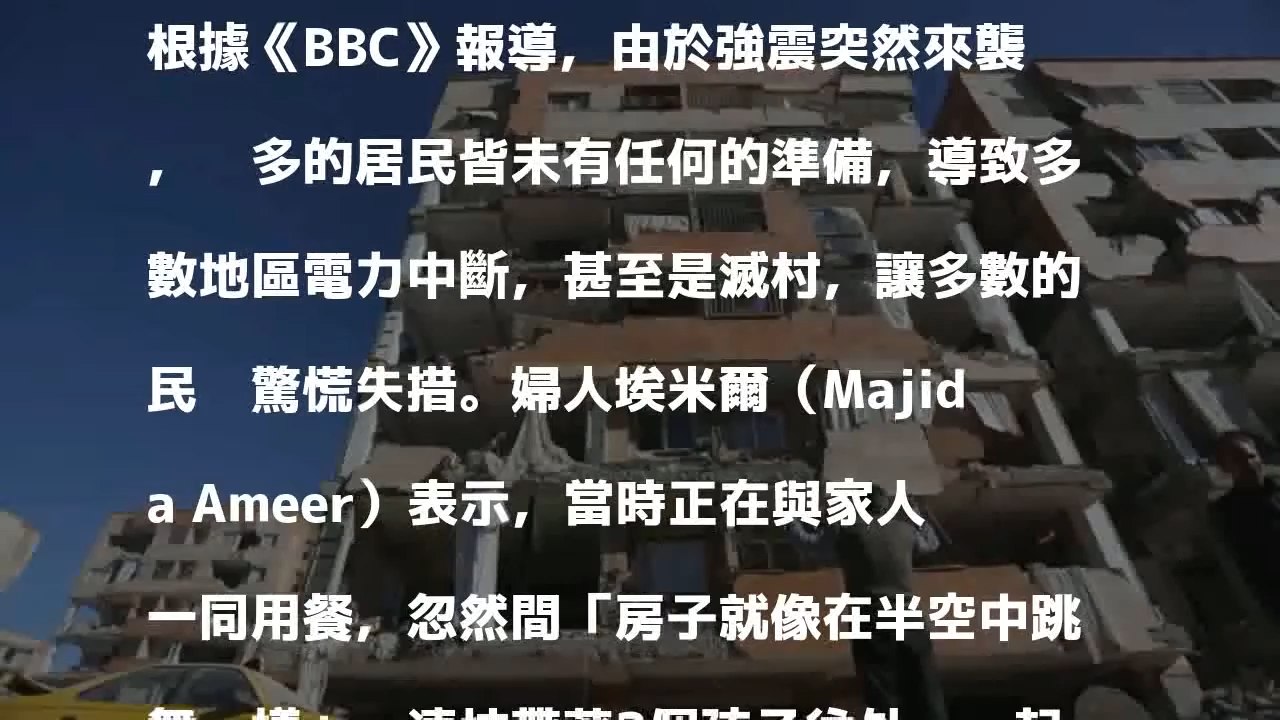 根據《BBC》報導，由於強震突然來襲
，　多的居民皆未有任何的準備，導致多
數地區電力中斷，甚至是滅村，讓多數的
民　驚慌失措。婦人埃米爾（Majid
a Ameer）表示，當時正在與家人
一同用餐，忽然間「房子就像在半空中跳